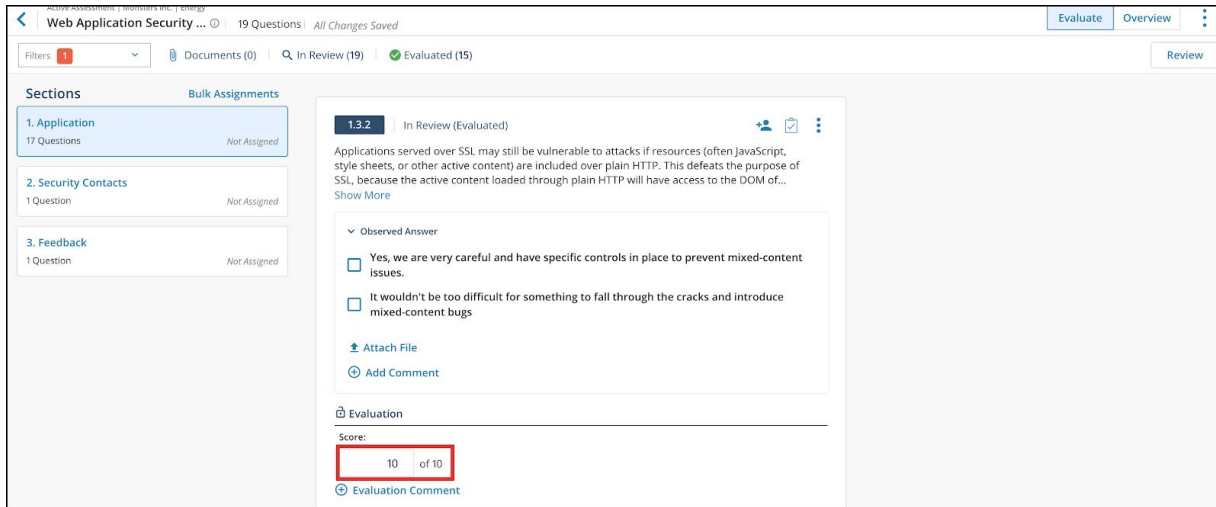 Active Assessment | Monsters Inc. | Energy
Web Application Security ... | 19 Questions | All Changes Saved
Evaluate Overview
Filters 1 Documents (0) In Review (19) Evaluated (15) Review
Sections Bulk Assignments
1. Application
17 Questions Not Assigned
2. Security Contacts
1 Question Not Assigned
3. Feedback
1 Question Not Assigned
1.3.2 In Review (Evaluated)
Applications served over SSL may still be vulnerable to attacks if resources (often JavaScript,
style sheets, or other active content) are included over plain HTTP. This defeats the purpose of
SSL, because the active content loaded through plain HTTP will have access to the DOM of...
Show More
Observed Answer
Yes, we are very careful and have specific controls in place to prevent mixed-content
issues.
It wouldn't be too difficult for something to fall through the cracks and introduce
mixed-content bugs
Attach File
Add Comment
Evaluation
Score:
10 of 10
Evaluation Comment